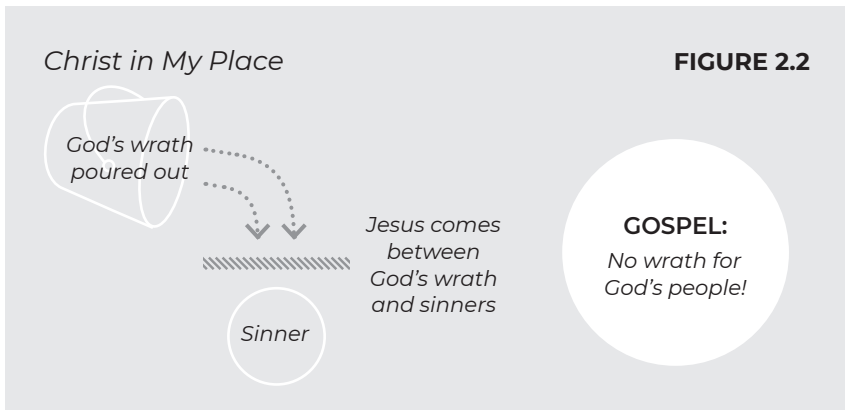 Christ in My Place
FIGURE 2.2
God’s wrath
poured out
Jesus comes
between
God’s wrath
and sinners
Sinner
GOSPEL:
No wrath for
God’s people!